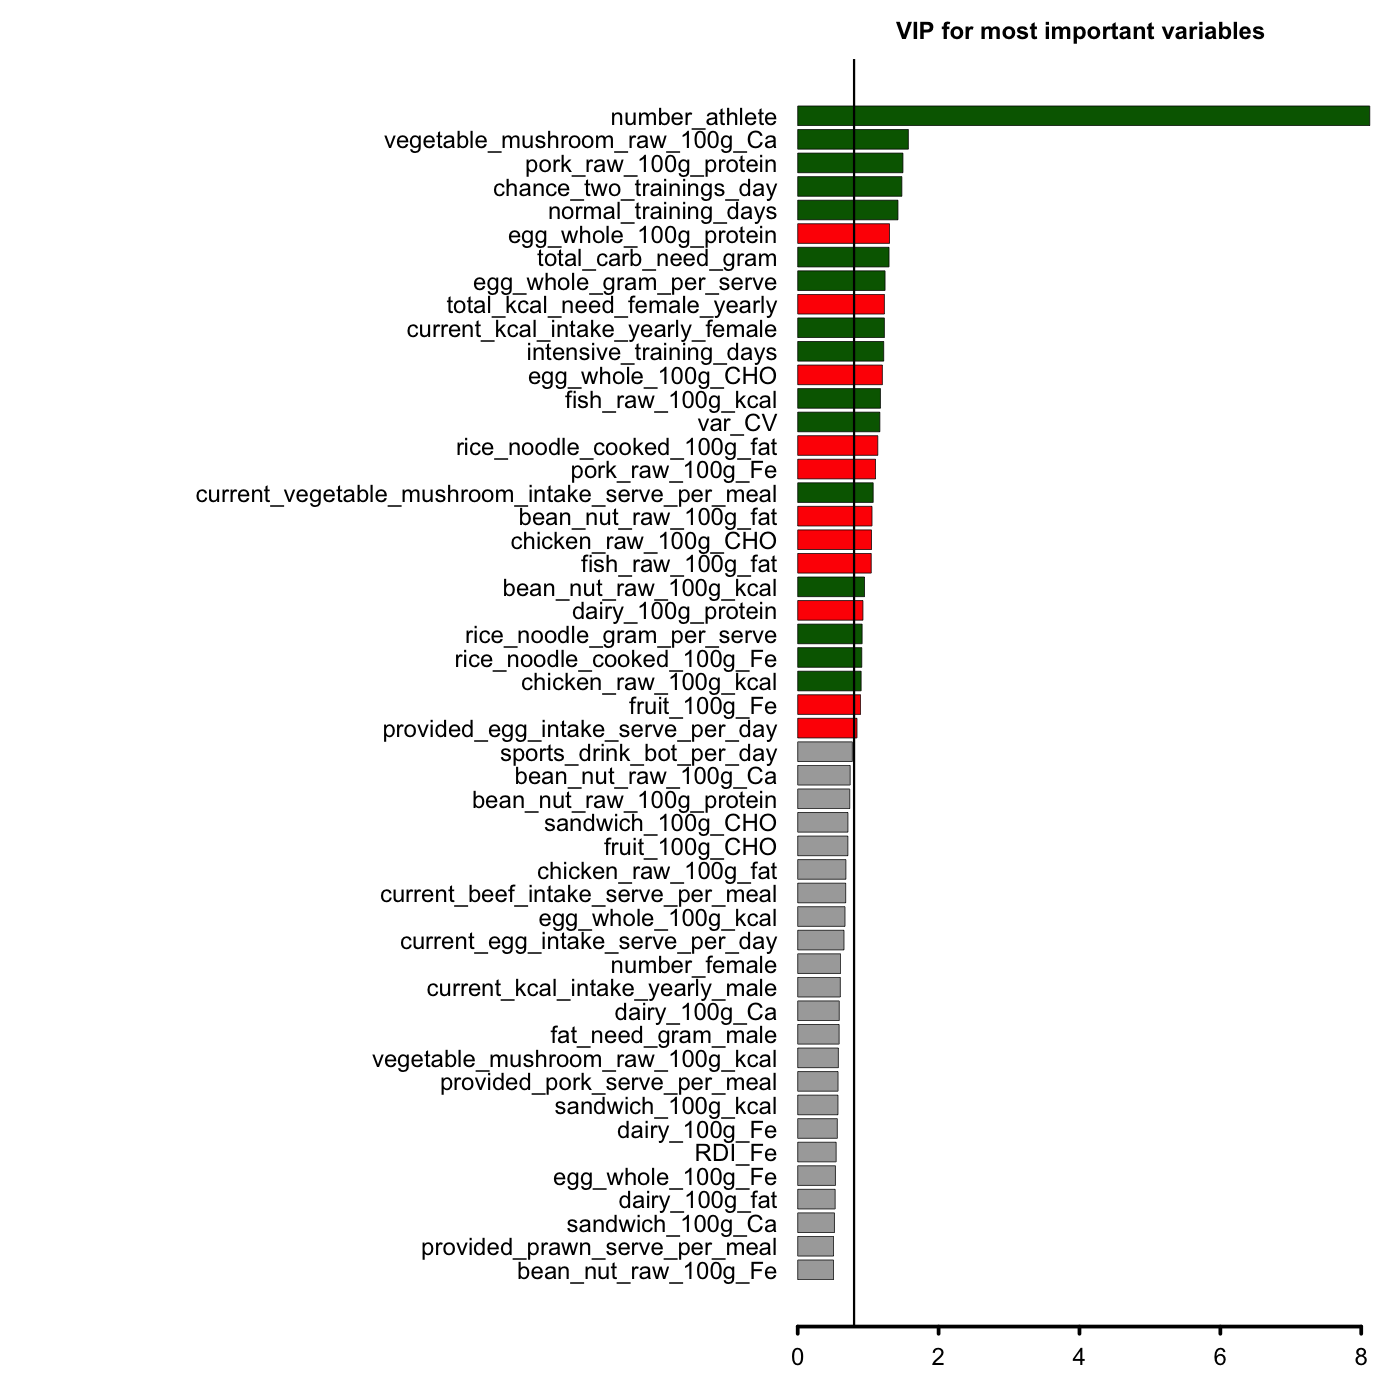 VIP for most important variables
number_athlete
vegetable_mushroom_raw_100g_Ca
pork_raw_100g_protein
chance_two_trainings_day
normal_training_days
egg_whole_100g_protein
total_carb_need_gram
egg_whole_gram_per_serve
total_kcal_need_female_yearly
current_kcal_intake_yearly_female
intensive_training_days
egg_whole_100g_CHO
fish_raw_100g_kcal
var_CV
rice_noodle_cooked_100g_fat
pork_raw_100g_Fe
current_vegetable_mushroom_intake_serve_per_meal
bean_nut_raw_100g_fat
chicken_raw_100g_CHO
fish_raw_100g_fat
bean_nut_raw_100g_kcal
dairy_100g_protein
rice_noodle_gram_per_serve
rice_noodle_cooked_100g_Fe
chicken_raw_100g_kcal
fruit_100g_Fe
provided_egg_intake_serve_per_day
sports_drink_bot_per_day
bean_nut_raw_100g_Ca
bean_nut_raw_100g_protein
sandwich_100g_CHO
fruit_100g_CHO
chicken_raw_100g_fat
current_beef_intake_serve_per_meal
egg_whole_100g_kcal
current_egg_intake_serve_per_day
number_female
current_kcal_intake_yearly_male
dairy_100g_Ca
fat_need_gram_male
vegetable_mushroom_raw_100g_kcal
provided_pork_serve_per_meal
sandwich_100g_kcal
dairy_100g_Fe
RDI_Fe
egg_whole_100g_Fe
dairy_100g_fat
sandwich_100g_Ca
provided_prawn_serve_per_meal
bean_nut_raw_100g_Fe
0 2 4 6 8